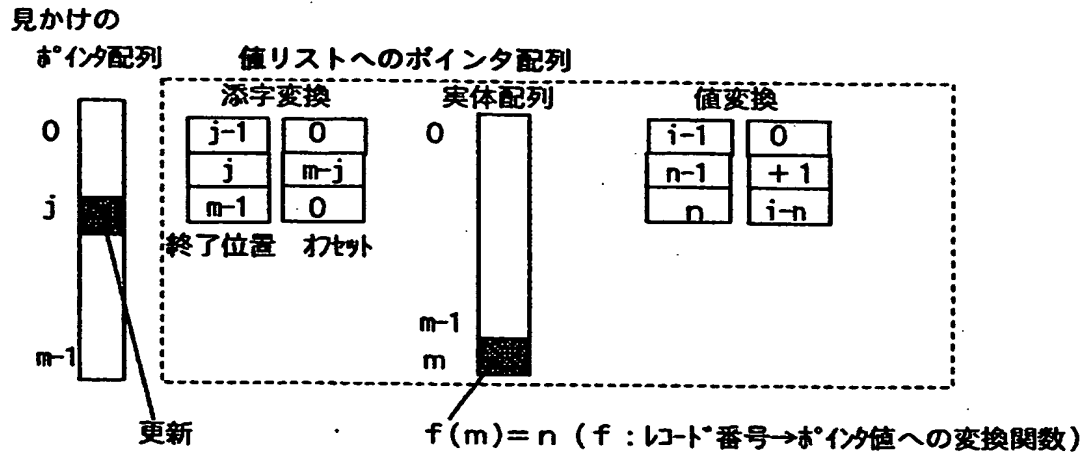 見かけの
ポインタ配列
値リストへのポインタ配列
添字変換
実体配列
値変換
0
j
m-1
j-1 0
j m-j
m-1 0
終了位置 オフセット
0
m-1
m
i-1 0
n-1 +1
n i-n
更新
f(m)=n (f:レコード番号→ポインタ値への変換関数)